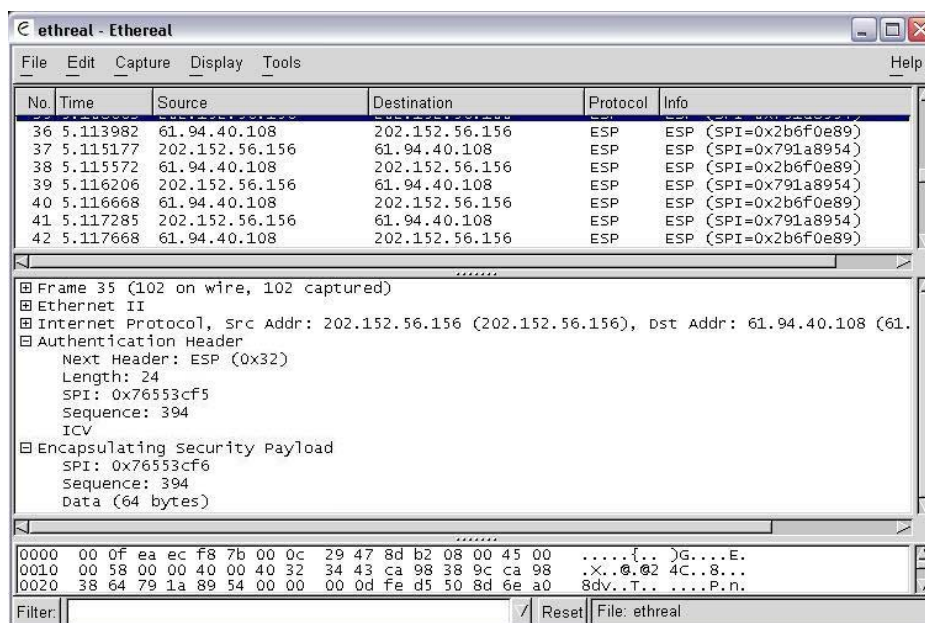 ethreal - Ethereal
File Edit Capture Display Tools Help
No. Time Source Destination Protocol Info
36 5.113982 61.94.40.108 202.152.56.156 ESP ESP (SPI=0x2b6f0e89)
37 5.115177 202.152.56.156 61.94.40.108 ESP ESP (SPI=0x791a8954)
38 5.115572 61.94.40.108 202.152.56.156 ESP ESP (SPI=0x2b6f0e89)
39 5.116206 202.152.56.156 61.94.40.108 ESP ESP (SPI=0x791a8954)
40 5.116668 61.94.40.108 202.152.56.156 ESP ESP (SPI=0x2b6f0e89)
41 5.117285 202.152.56.156 61.94.40.108 ESP ESP (SPI=0x791a8954)
42 5.117668 61.94.40.108 202.152.56.156 ESP ESP (SPI=0x2b6f0e89)
Frame 35 (102 on wire, 102 captured)
Ethernet II
Internet Protocol, Src Addr: 202.152.56.156 (202.152.56.156), Dst Addr: 61.94.40.108 (61.
Authentication Header
Next Header: ESP (0x32)
Length: 24
SPI: 0x76553cf5
Sequence: 394
ICV
Encapsulating Security Payload
SPI: 0x76553cf6
Sequence: 394
Data (64 bytes)
0000 00 0f ea ec f8 7b 00 0c 29 47 8d b2 08 00 45 00 .....{.. )G....E.
0010 00 58 00 00 40 00 40 32 34 43 ca 98 38 9c ca 98 .X..@.@2 4C..8...
0020 38 64 79 1a 89 54 00 00 00 0d fe d5 50 8d 6e a0 8dv..T.. ....P.n.
Filter: Reset File: ethreal